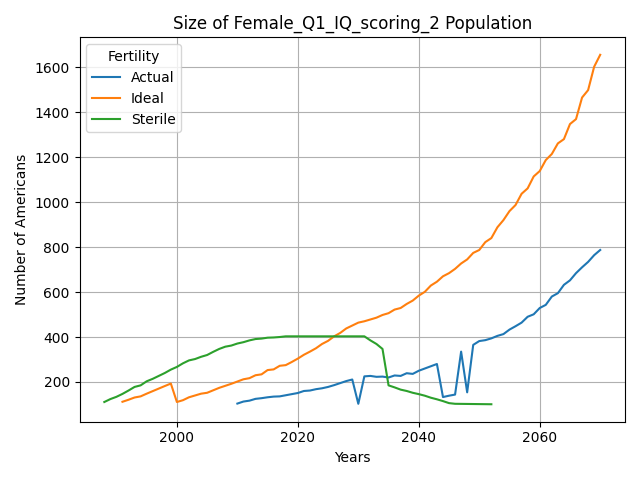 Size of Female_Q1_IQ_scoring_2 Population
Fertility
Actual
Ideal
Sterile
Number of Americans
1600
1400
1200
1000
800
600
400
200
2000 2020 2040 2060
Years